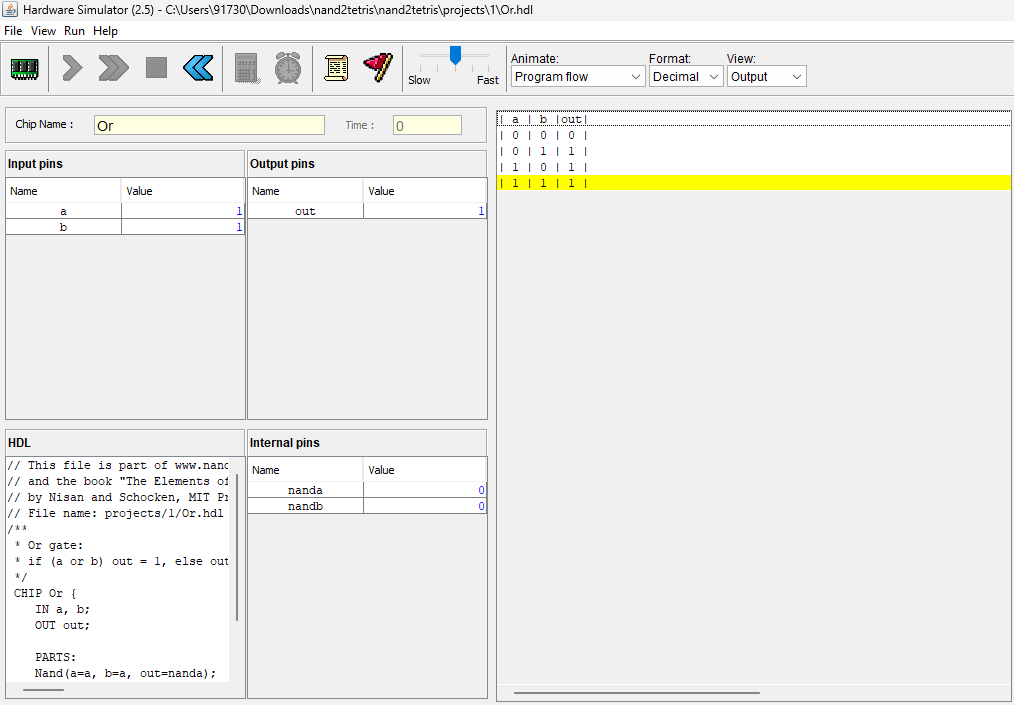 Hardware Simulator (2.5) - C:\Users\91730\Downloads\nand2tetris\nand2tetris\projects\1\Or.hdl
File View Run Help
Slow Fast
Animate: Format: View:
Program flow Decimal Output
Chip Name : Or Time : 0
Input pins
Name Value
a 1
b 1
Output pins
Name Value
out 1
HDL
// This file is part of www.nand
// and the book "The Elements of
// by Nisan and Schocken, MIT Pr
// File name: projects/1/Or.hdl
/**
* Or gate:
* if (a or b) out = 1, else out
*/
CHIP Or {
IN a, b;
OUT out;
PARTS:
Nand(a=a, b=a, out=nanda);
Internal pins
Name Value
nanda 0
nandb 0
| a | b |out|
| 0 | 0 | 0 |
| 0 | 1 | 1 |
| 1 | 0 | 1 |
| 1 | 1 | 1 |